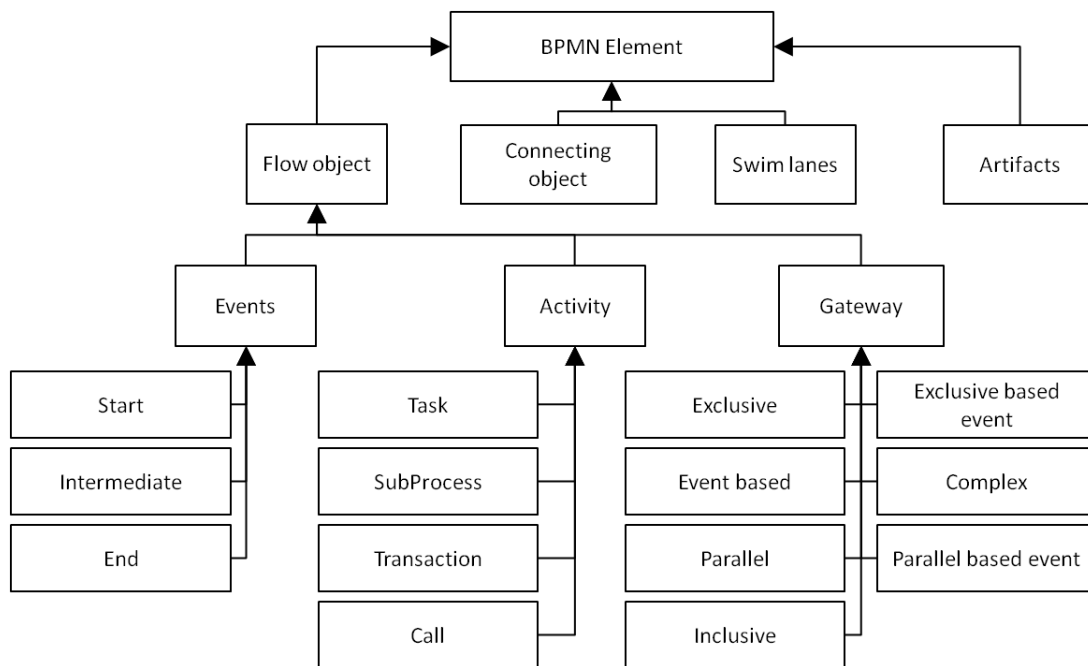 BPMN Element
Flow object
Connecting
object
Swim lanes
Artifacts
Events
Activity
Gateway
Start
Task
Exclusive
Exclusive based
event
Intermediate
SubProcess
Event based
Complex
End
Transaction
Parallel
Parallel based event
Call
Inclusive